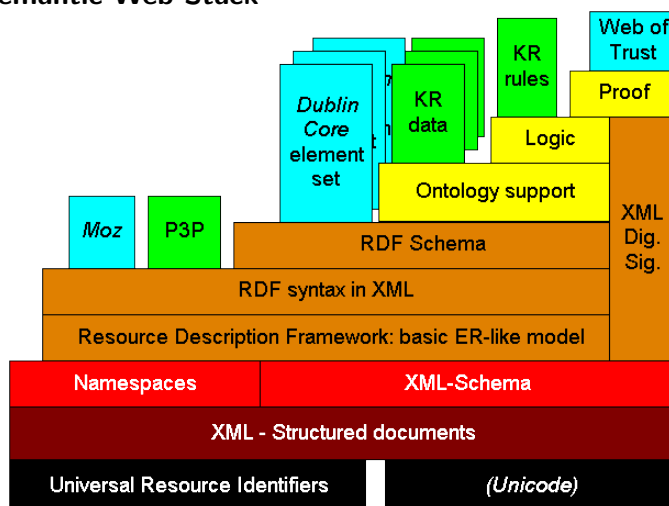 emantic Web Stack
Web of
Trust
KR
rules
Proof
Dublin
Core
element
set
KR
data
Logic
Ontology support
XML
Dig.
Sig.
Moz
P3P
RDF Schema
RDF syntax in XML
Resource Description Framework: basic ER-like model
Namespaces
XML-Schema
XML - Structured documents
Universal Resource Identifiers
(Unicode)